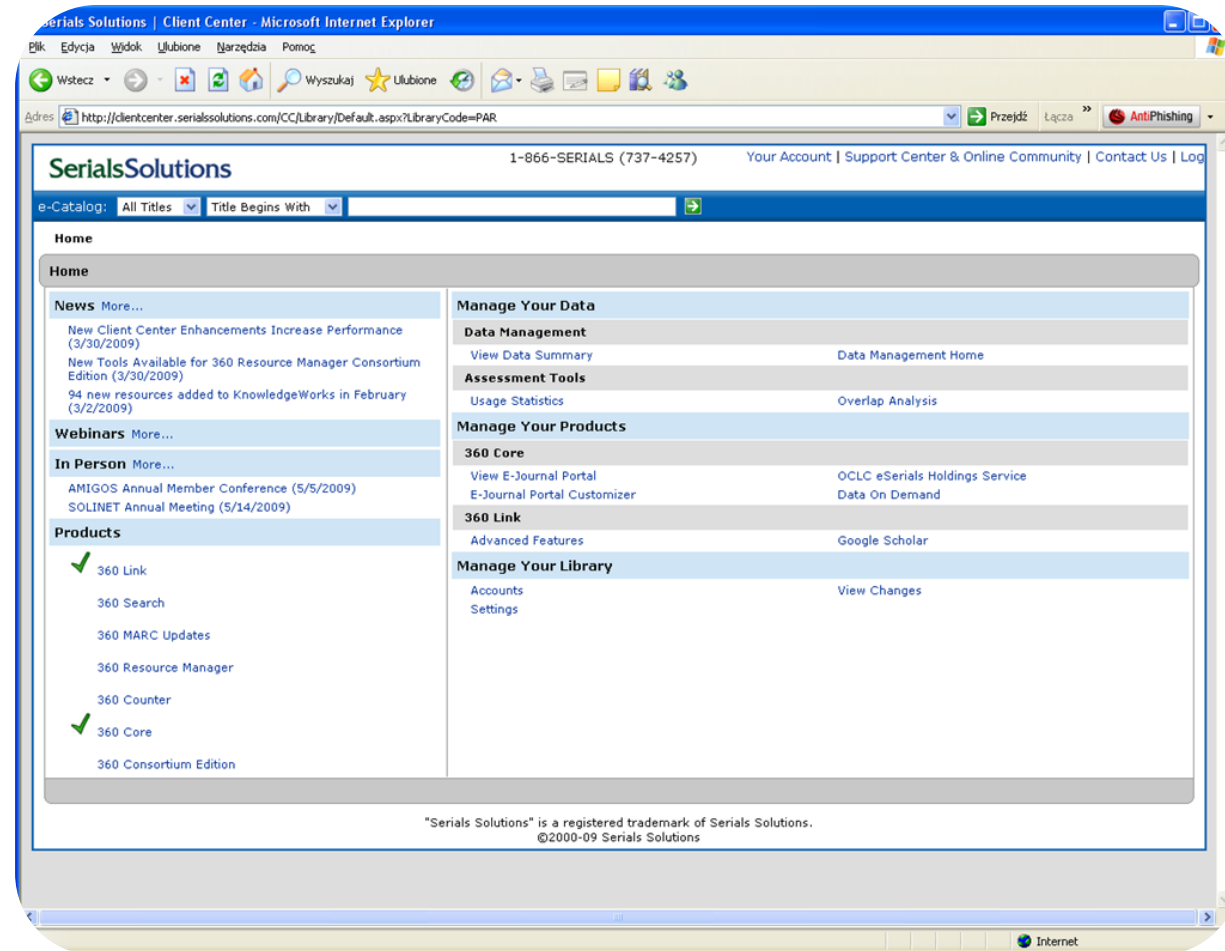 Serials Solutions | Client Center - Microsoft Internet Explorer
Plik Edycja Widok Ulubione Narzędzia Pomoc
Wstecz Wyszukaj Ulubione
Adres http://clientcenter.serialssolutions.com/CC/Library/Default.aspx?LibraryCode=PAR Przejdź Łącza » AntiPhishing
SerialsSolutions 1-866-SERIALS (737-4257) Your Account | Support Center & Online Community | Contact Us | Log
e-Catalog: All Titles Title Begins With
Home
Home
News More...
New Client Center Enhancements Increase Performance
(3/30/2009)
New Tools Available for 360 Resource Manager Consortium
Edition (3/30/2009)
94 new resources added to KnowledgeWorks in February
(3/2/2009)
Webinars More...
In Person More...
AMIGOS Annual Member Conference (5/5/2009)
SOLINET Annual Meeting (5/14/2009)
Products
360 Link
360 Search
360 MARC Updates
360 Resource Manager
360 Counter
360 Core
360 Consortium Edition
Manage Your Data
Data Management
View Data Summary Data Management Home
Assessment Tools
Usage Statistics Overlap Analysis
Manage Your Products
360 Core
View E-Journal Portal OCLC eSerials Holdings Service
E-Journal Portal Customizer Data On Demand
360 Link
Advanced Features Google Scholar
Manage Your Library
Accounts View Changes
Settings
"Serials Solutions" is a registered trademark of Serials Solutions.
©2000-09 Serials Solutions
Internet